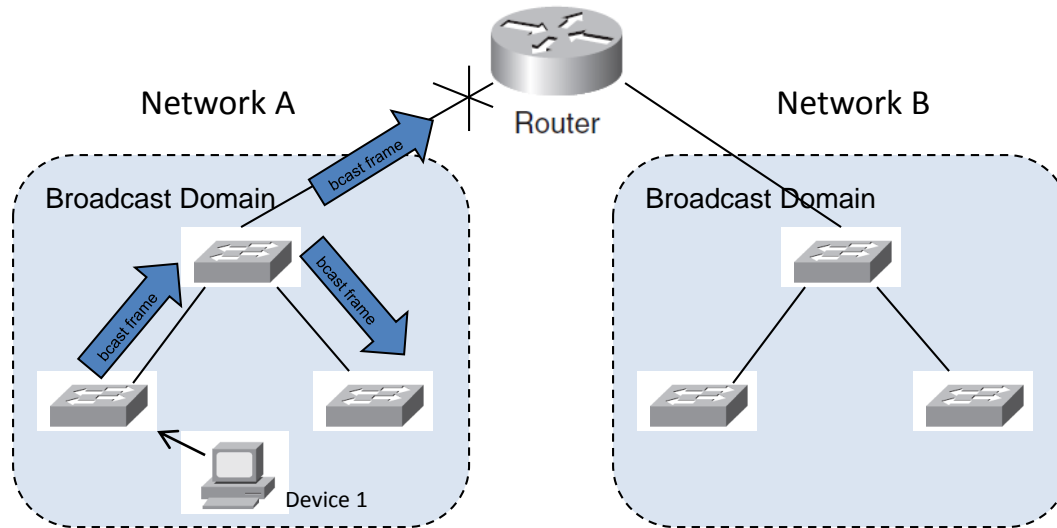 Network A
Router
Network B
bcast frame
Broadcast Domain
Broadcast Domain
bcast frame
bcast frame
Device 1